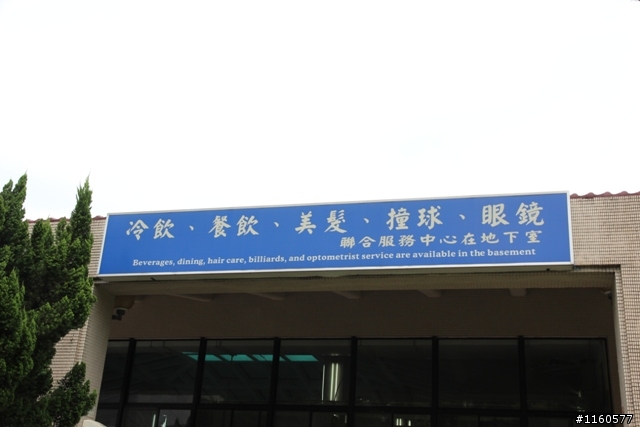 冷飲、餐飲、美髮、撞球、眼鏡
聯合服務中心在地下室
Beverages, dining, hair care, billiards, and optometrist service are available in the basement
#1160577